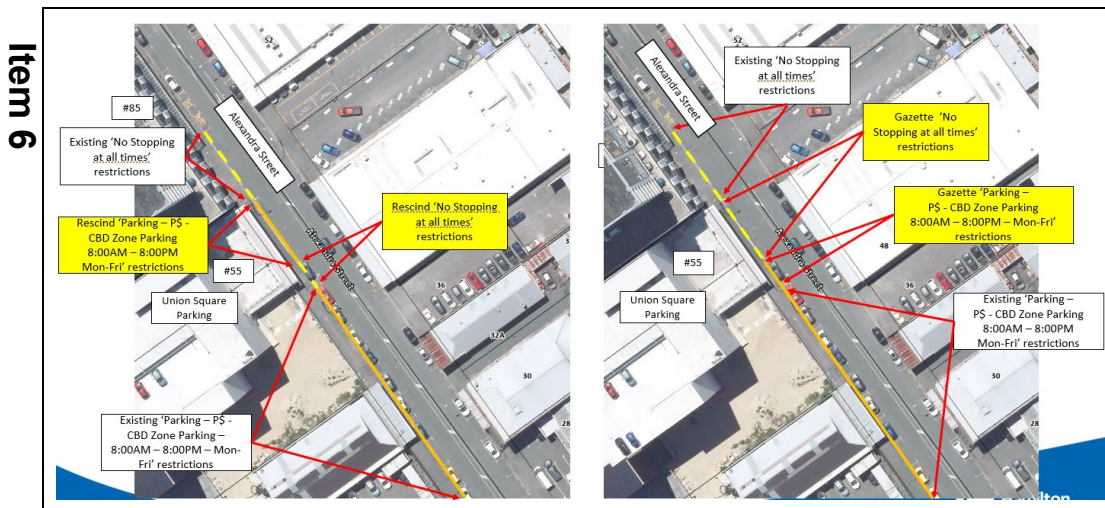 Item 6
52
#85
Alexandra Street
Existing ‘No Stopping
at all times’
restrictions
Rescind ‘Parking – P$ -
CBD Zone Parking
8:00AM – 8:00PM
Mon-Fri’ restrictions
Rescind ‘No Stopping
at all times’
restrictions
#55
Alexandra Street
Union Square
Parking
36
32A
30
28
Existing ‘Parking – P$ -
CBD Zone Parking –
8:00AM – 8:00PM – Mon-
Fri’ restrictions
52
Alexandra Street
Existing ‘No Stopping
at all times’
restrictions
Gazette ‘No
Stopping at all times’
restrictions
Gazette ‘Parking –
P$ - CBD Zone Parking
8:00AM – 8:00PM – Mon-Fri’
restrictions
#55
Alexandra Street
48
Union Square
Parking
36
Existing ‘Parking –
P$ - CBD Zone Parking
8:00AM – 8:00PM
Mon-Fri’ restrictions
30
28